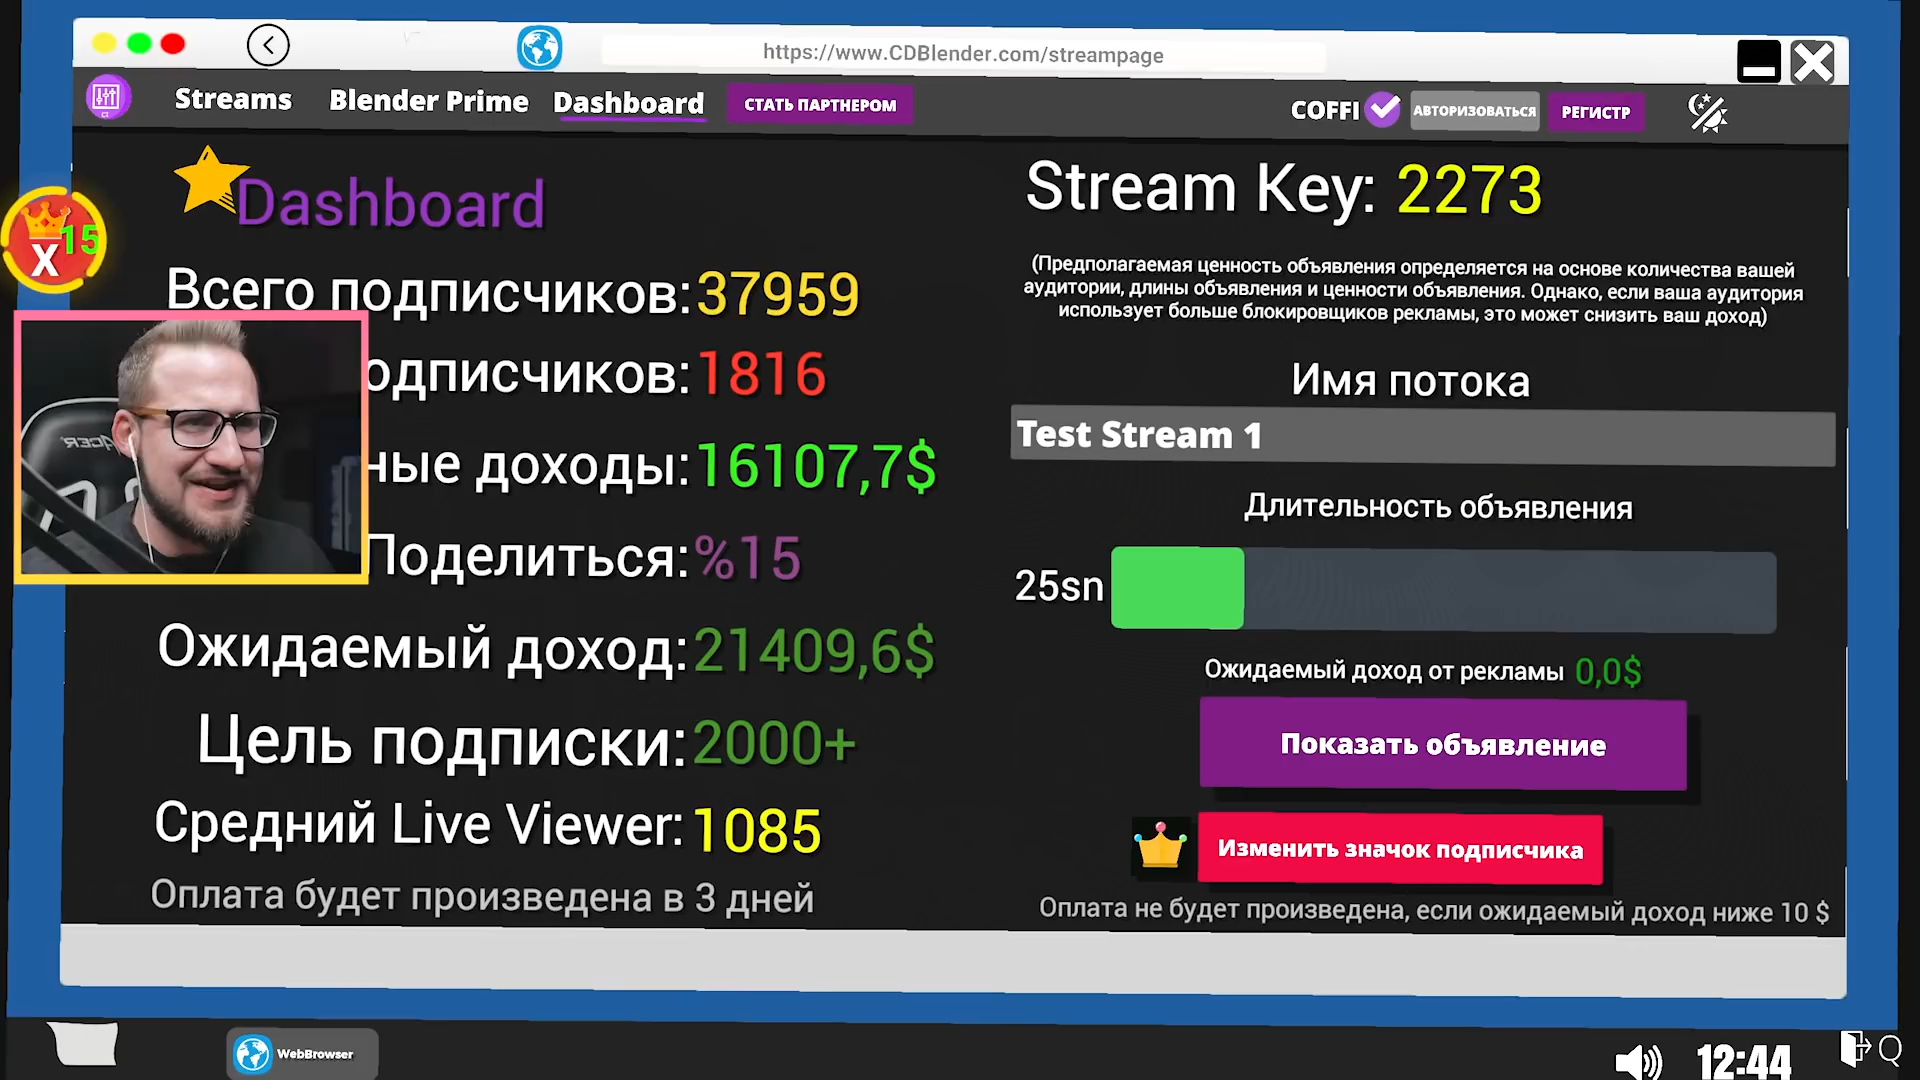 https://www.CDBlender.com/streampage
Streams
Blender Prime
Dashboard
СТАТЬ ПАРТНЕРОМ
COFFI
АВТОРИЗОВАТЬСЯ
РЕГИСТР
Dashboard
X15
Всего подписчиков:37959
одписчиков:1816
ные доходы:16107,7$
Поделиться:%15
Ожидаемый доход:21409,6$
Цель подписки:2000+
Средний Live Viewer:1085
Оплата будет произведена в 3 дней
Stream Key: 2273
(Предполагаемая ценность объявления определяется на основе количества вашей
аудитории, длины объявления и ценности объявления. Однако, если ваша аудитория
использует больше блокировщиков рекламы, это может снизить ваш доход)
Имя потока
Test Stream 1
Длительность объявления
25sn
Ожидаемый доход от рекламы 0,0$
Показать объявление
Изменить значок подписчика
Оплата не будет произведена, если ожидаемый доход ниже 10 $
WebBrowser
12:44
Q